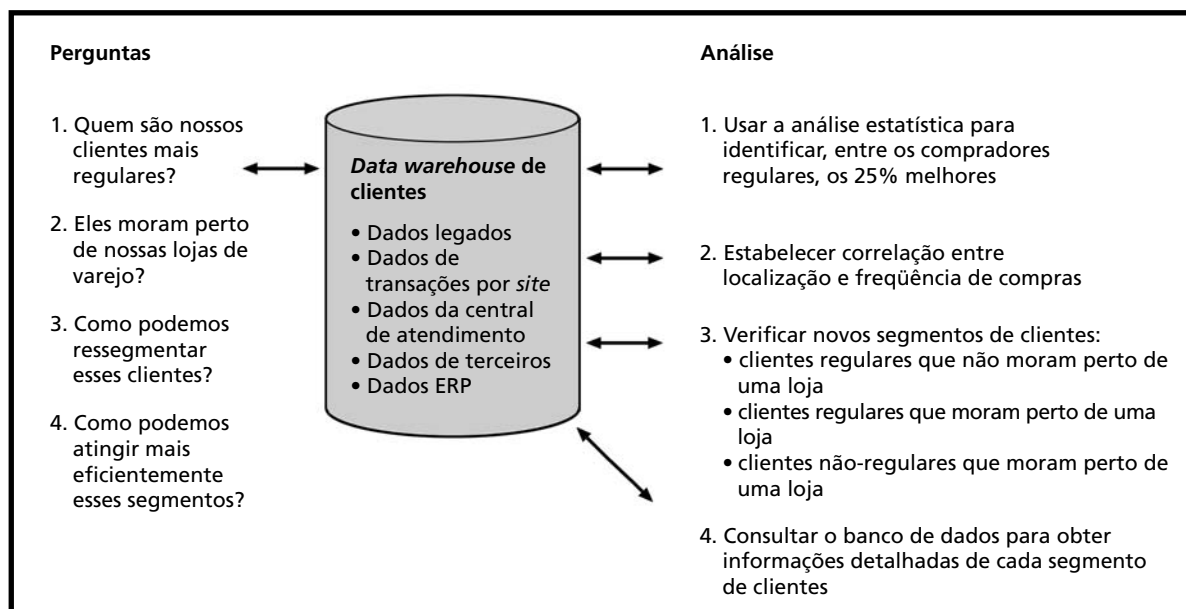 Perguntas
1. Quem são nossos
clientes mais
regulares?
2. Eles moram perto
de nossas lojas de
varejo?
3. Como podemos
ressegmentar
esses clientes?
4. Como podemos
atingir mais
eficientemente
esses segmentos?
Data warehouse de
clientes
• Dados legados
• Dados de
transações por site
• Dados da central
de atendimento
• Dados de terceiros
• Dados ERP
Análise
1. Usar a análise estatística para
identificar, entre os compradores
regulares, os 25% melhores
2. Estabelecer correlação entre
localização e freqüência de compras
3. Verificar novos segmentos de clientes:
• clientes regulares que não moram perto de
uma loja
• clientes regulares que moram perto de uma
loja
• clientes não-regulares que moram perto de
uma loja
4. Consultar o banco de dados para obter
informações detalhadas de cada segmento
de clientes